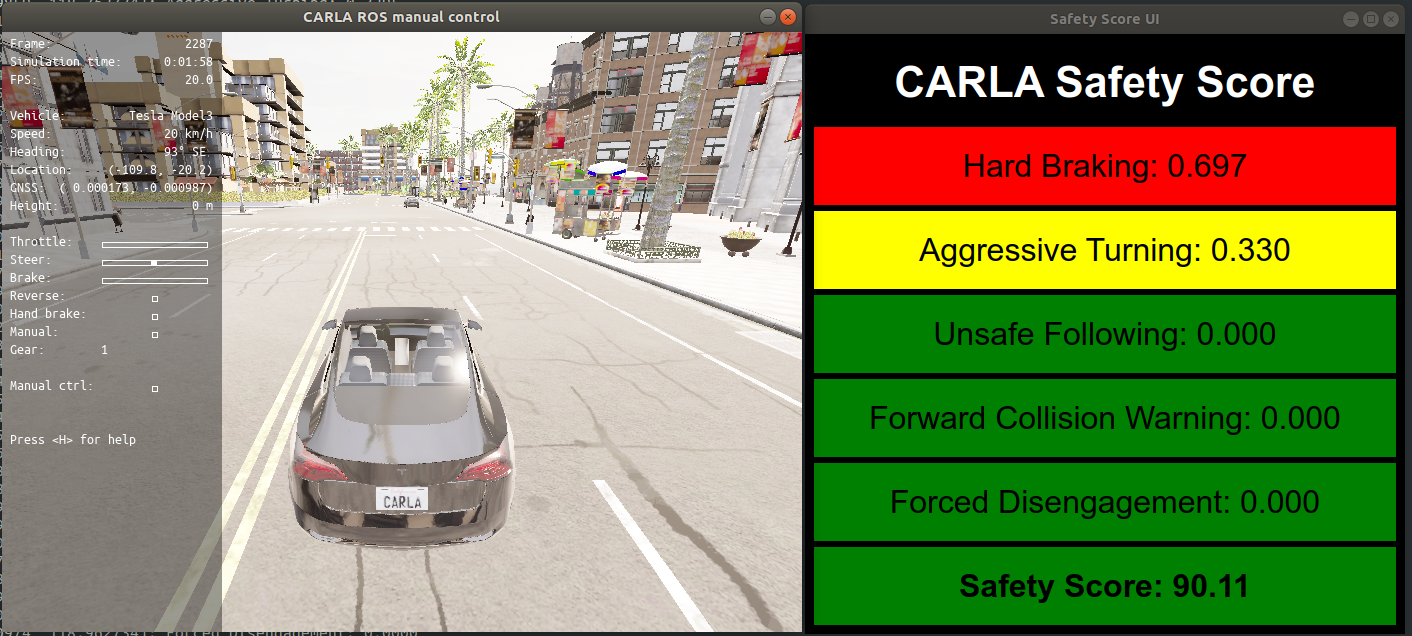 CARLA ROS manual control
Frame: 2287
Simulation time: 0:01:58
FPS: 20.0
Vehicle: Tesla Model3
Speed: 20 km/h
Heading: 93° SE
Location: (-109.8, -20.2)
GNSS: ( 0.000173, -0.000987)
Height: 0 m
Throttle:
Steer:
Brake:
Reverse:
Hand brake:
Manual:
Gear: 1
Manual ctrl:
Press <H> for help
CARLA
Safety Score UI
CARLA Safety Score
Hard Braking: 0.697
Aggressive Turning: 0.330
Unsafe Following: 0.000
Forward Collision Warning: 0.000
Forced Disengagement: 0.000
Safety Score: 90.11